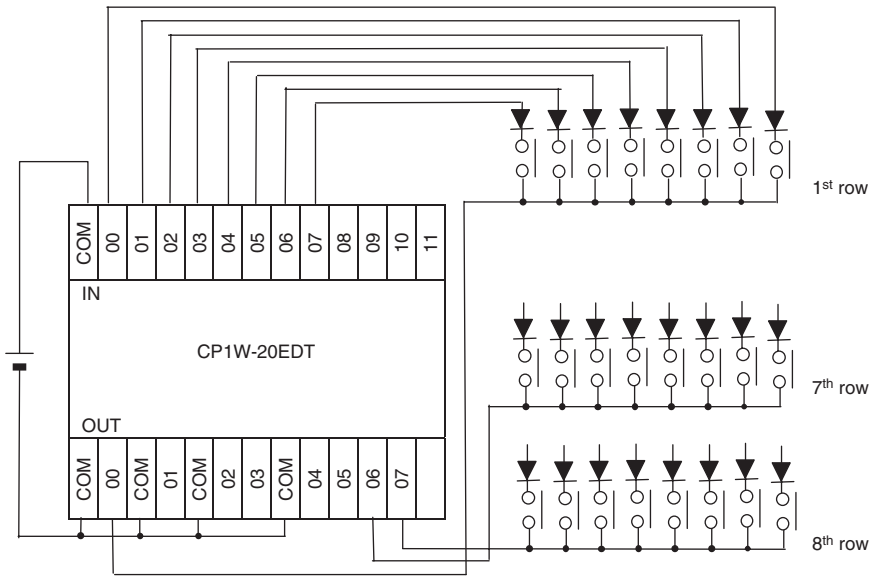 1st row
COM 00 01 02 03 04 05 06 07 08 09 10 11
IN
CP1W-20EDT
7th row
OUT
COM 00 COM 01 COM 02 03 COM 04 05 06 07
8th row